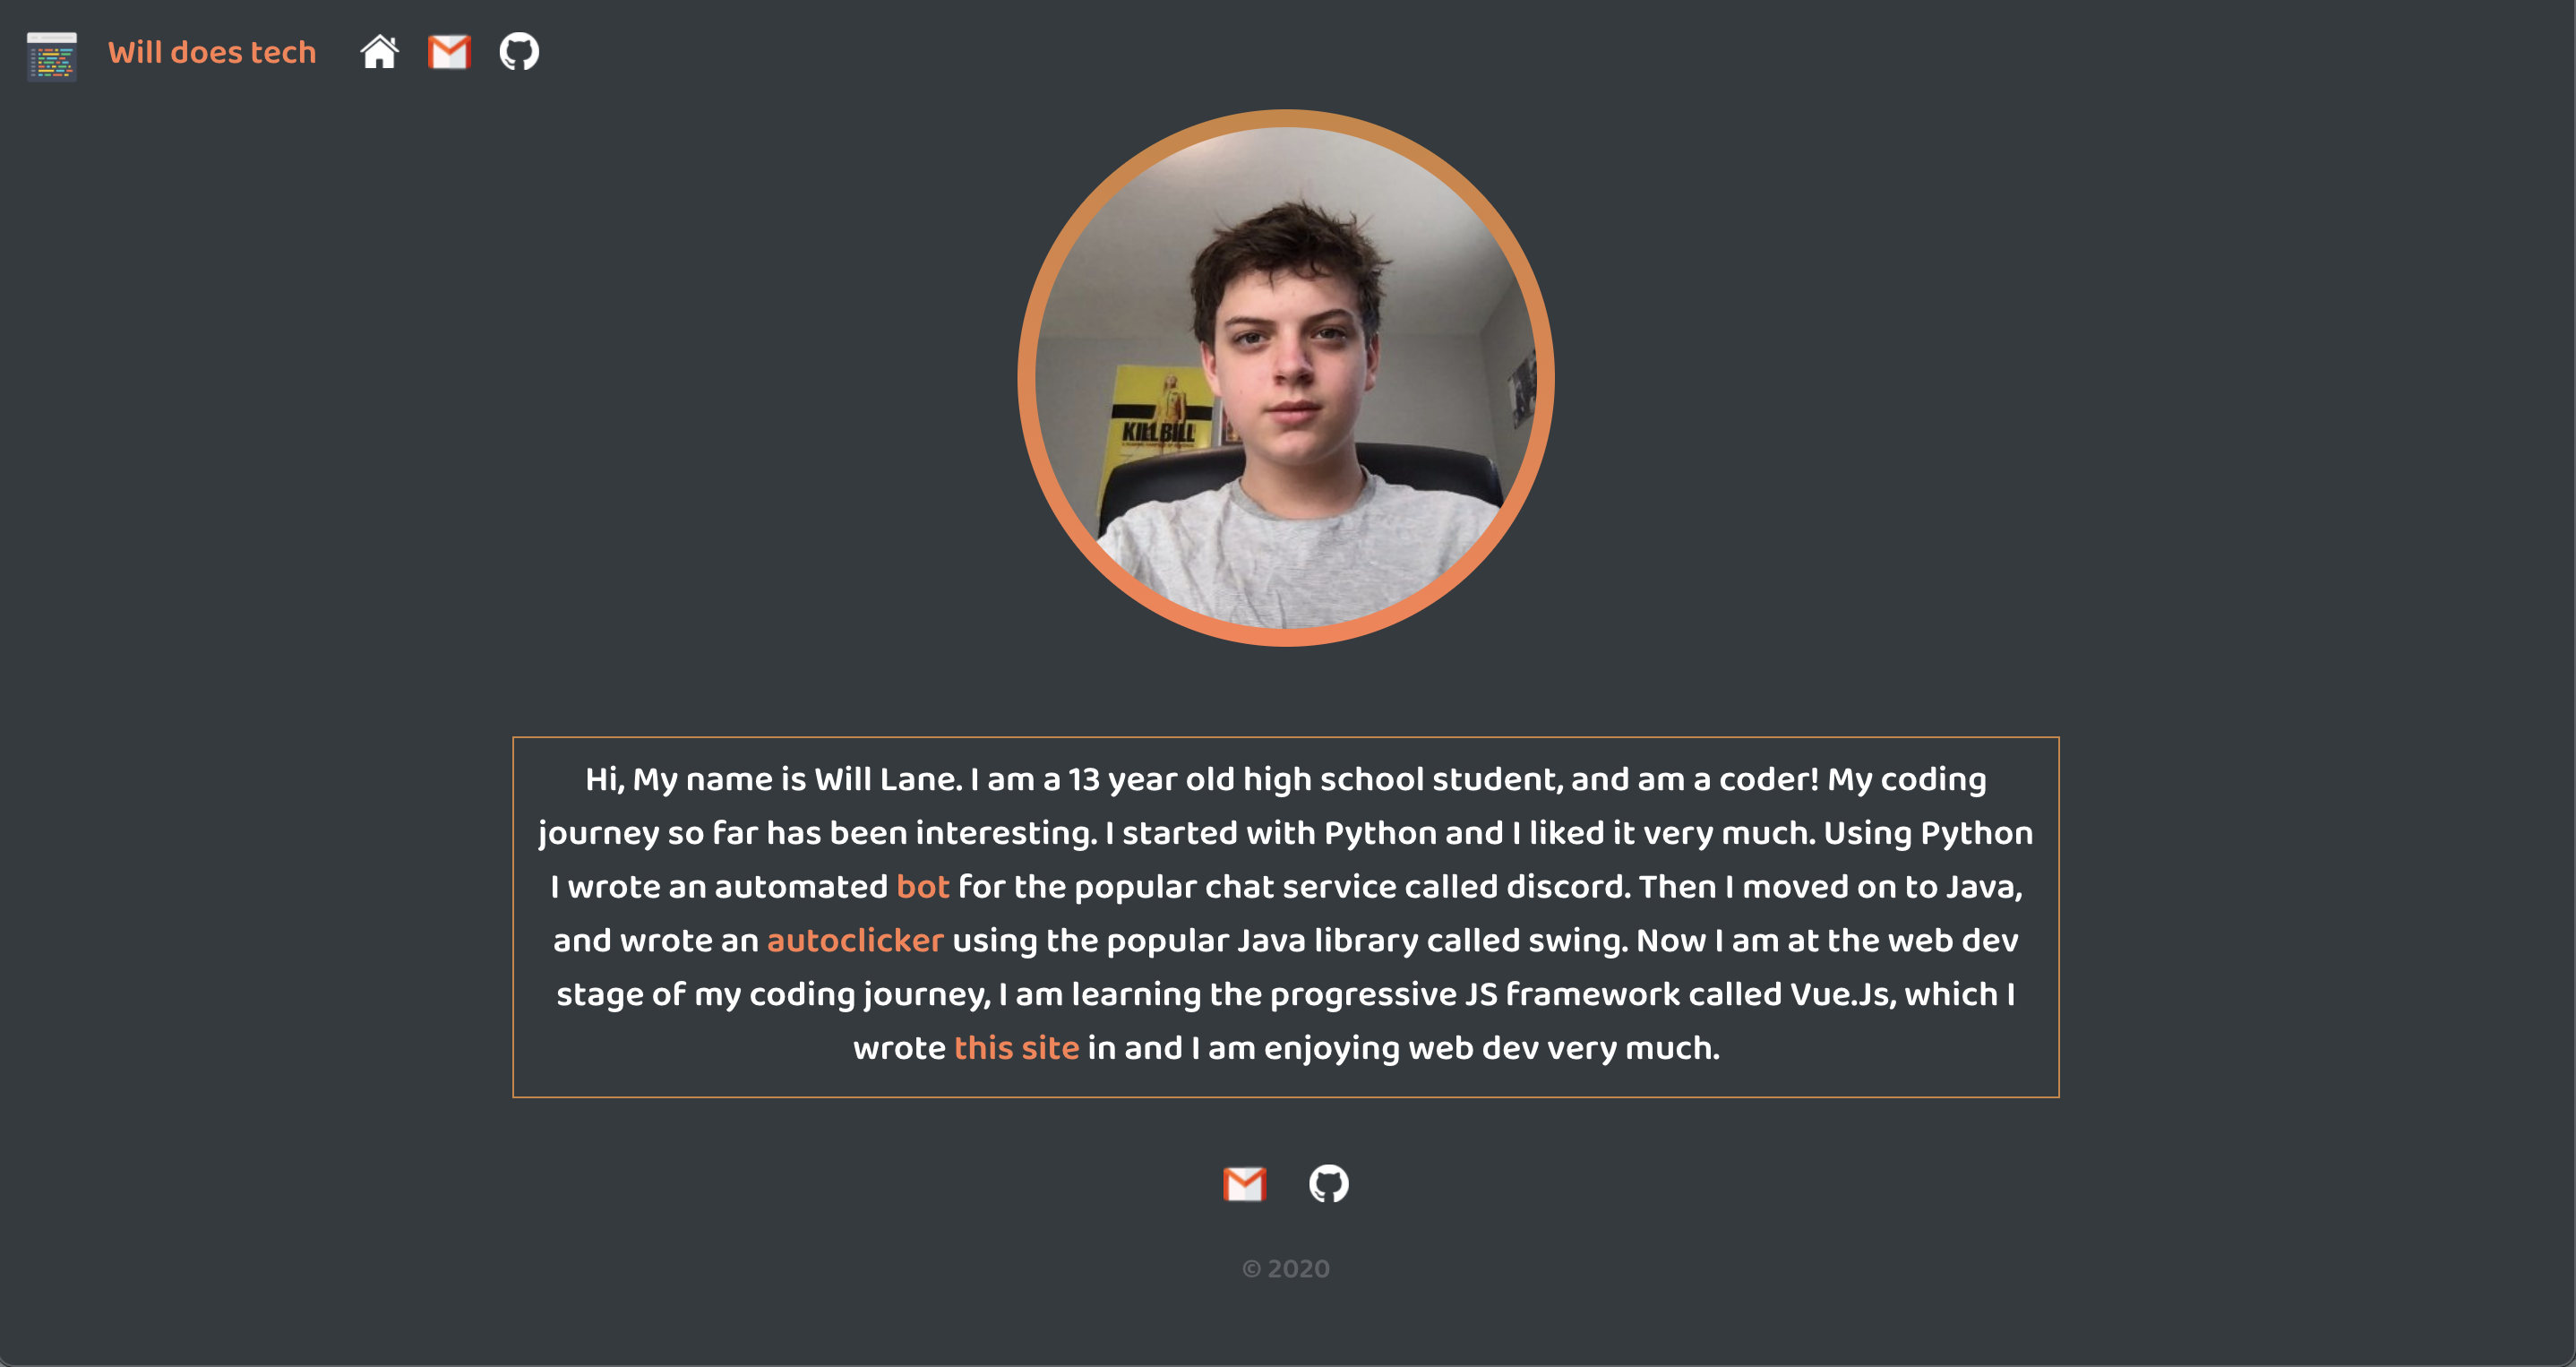 Will does tech
KILL BILL
Hi, My name is Will Lane. I am a 13 year old high school student, and am a coder! My coding
journey so far has been interesting. I started with Python and I liked it very much. Using Python
I wrote an automated bot for the popular chat service called discord. Then I moved on to Java,
and wrote an autoclicker using the popular Java library called swing. Now I am at the web dev
stage of my coding journey, I am learning the progressive JS framework called Vue.Js, which I
wrote this site in and I am enjoying web dev very much.
© 2020